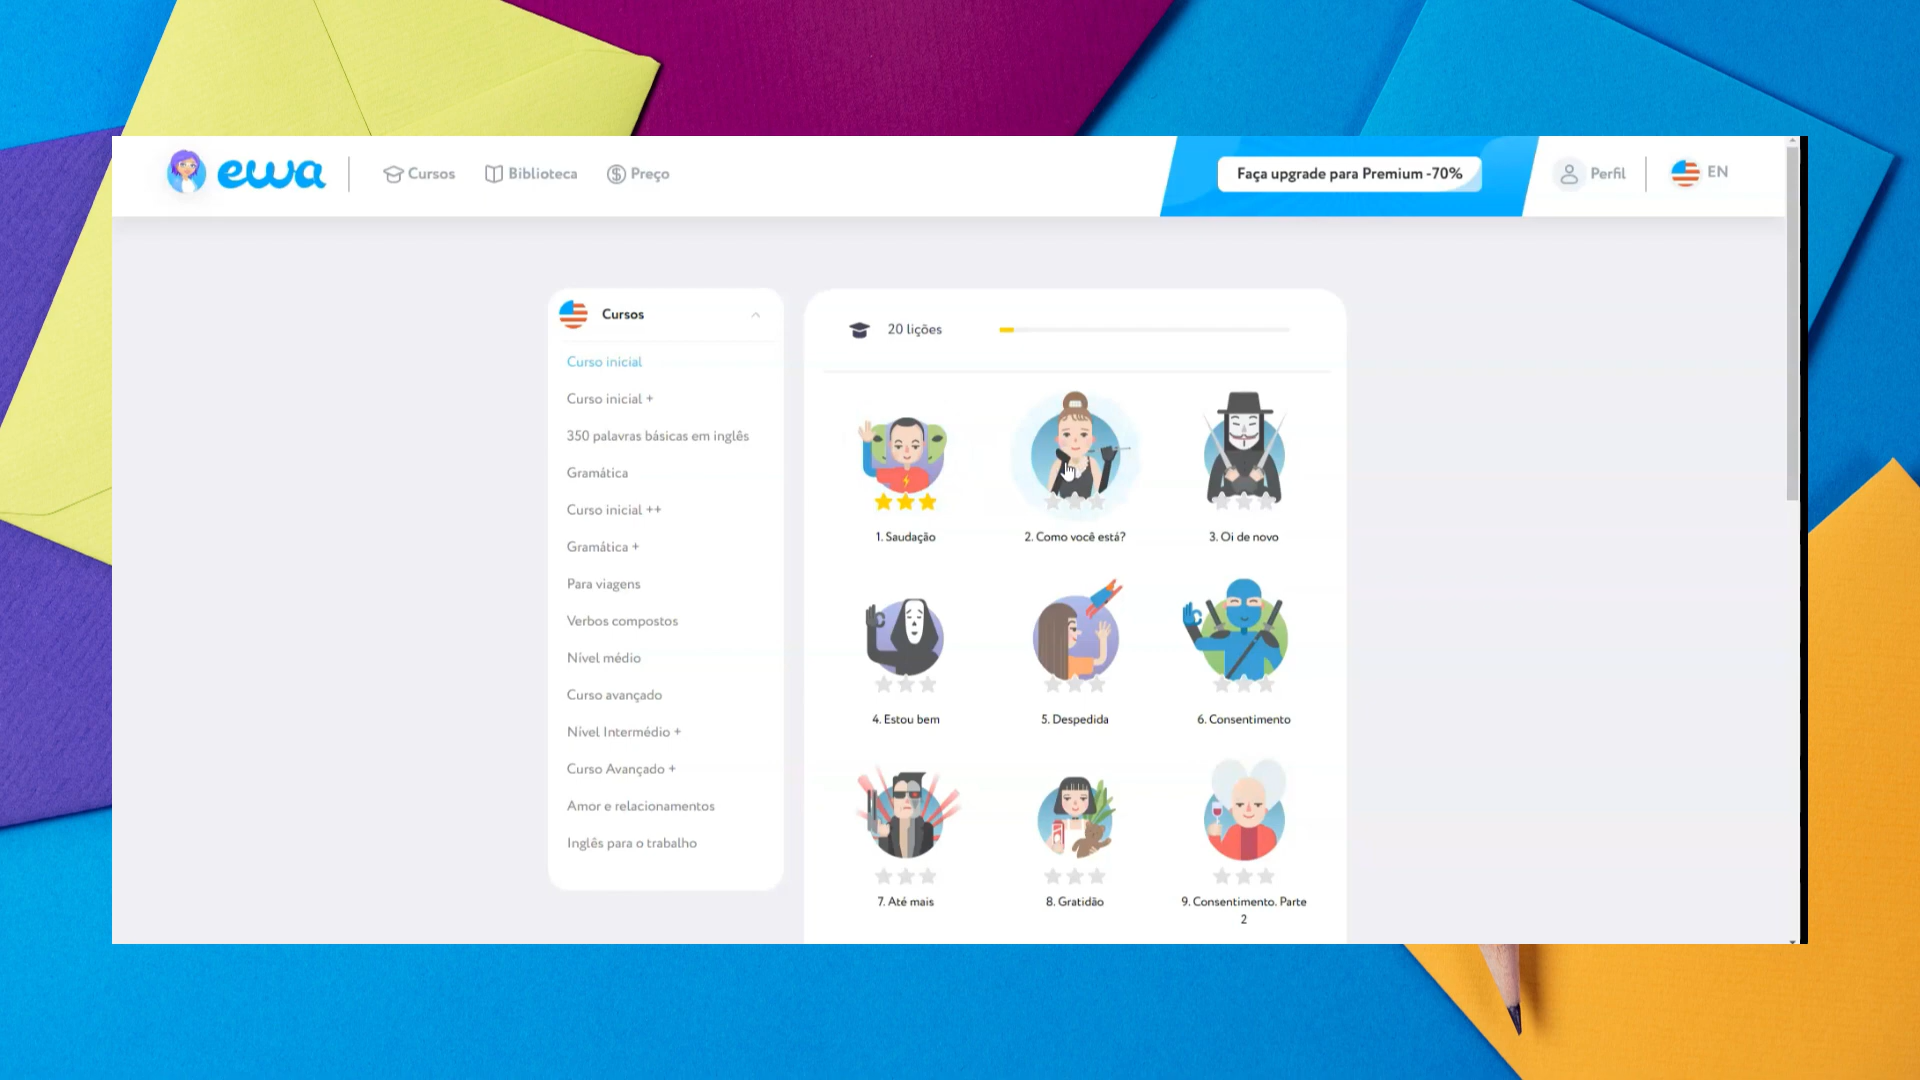 ewa
Cursos
Biblioteca
Preço
Faça upgrade para Premium -70%
Perfil
EN
Cursos
Curso inicial
Curso inicial +
350 palavras básicas em inglês
Gramática
Curso inicial ++
Gramática +
Para viagens
Verbos compostos
Nível médio
Curso avançado
Nível Intermédio +
Curso Avançado +
Amor e relacionamentos
Inglês para o trabalho
20 lições
1. Saudação
2. Como você está?
3. Oi de novo
4. Estou bem
5. Despedida
6. Consentimento
7. Até mais
8. Gratidão
9. Consentimento. Parte
2